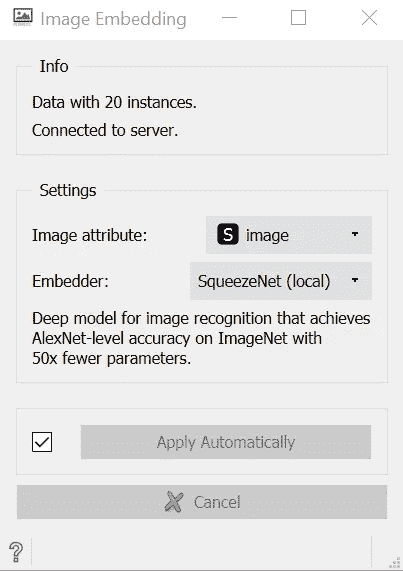 Image Embedding
Info
Data with 20 instances.
Connected to server.
Settings
Image attribute:
S image
Embedder:
SqueezeNet (local)
Deep model for image recognition that achieves
AlexNet-level accuracy on ImageNet with
50x fewer parameters.
Apply Automatically
Cancel
?